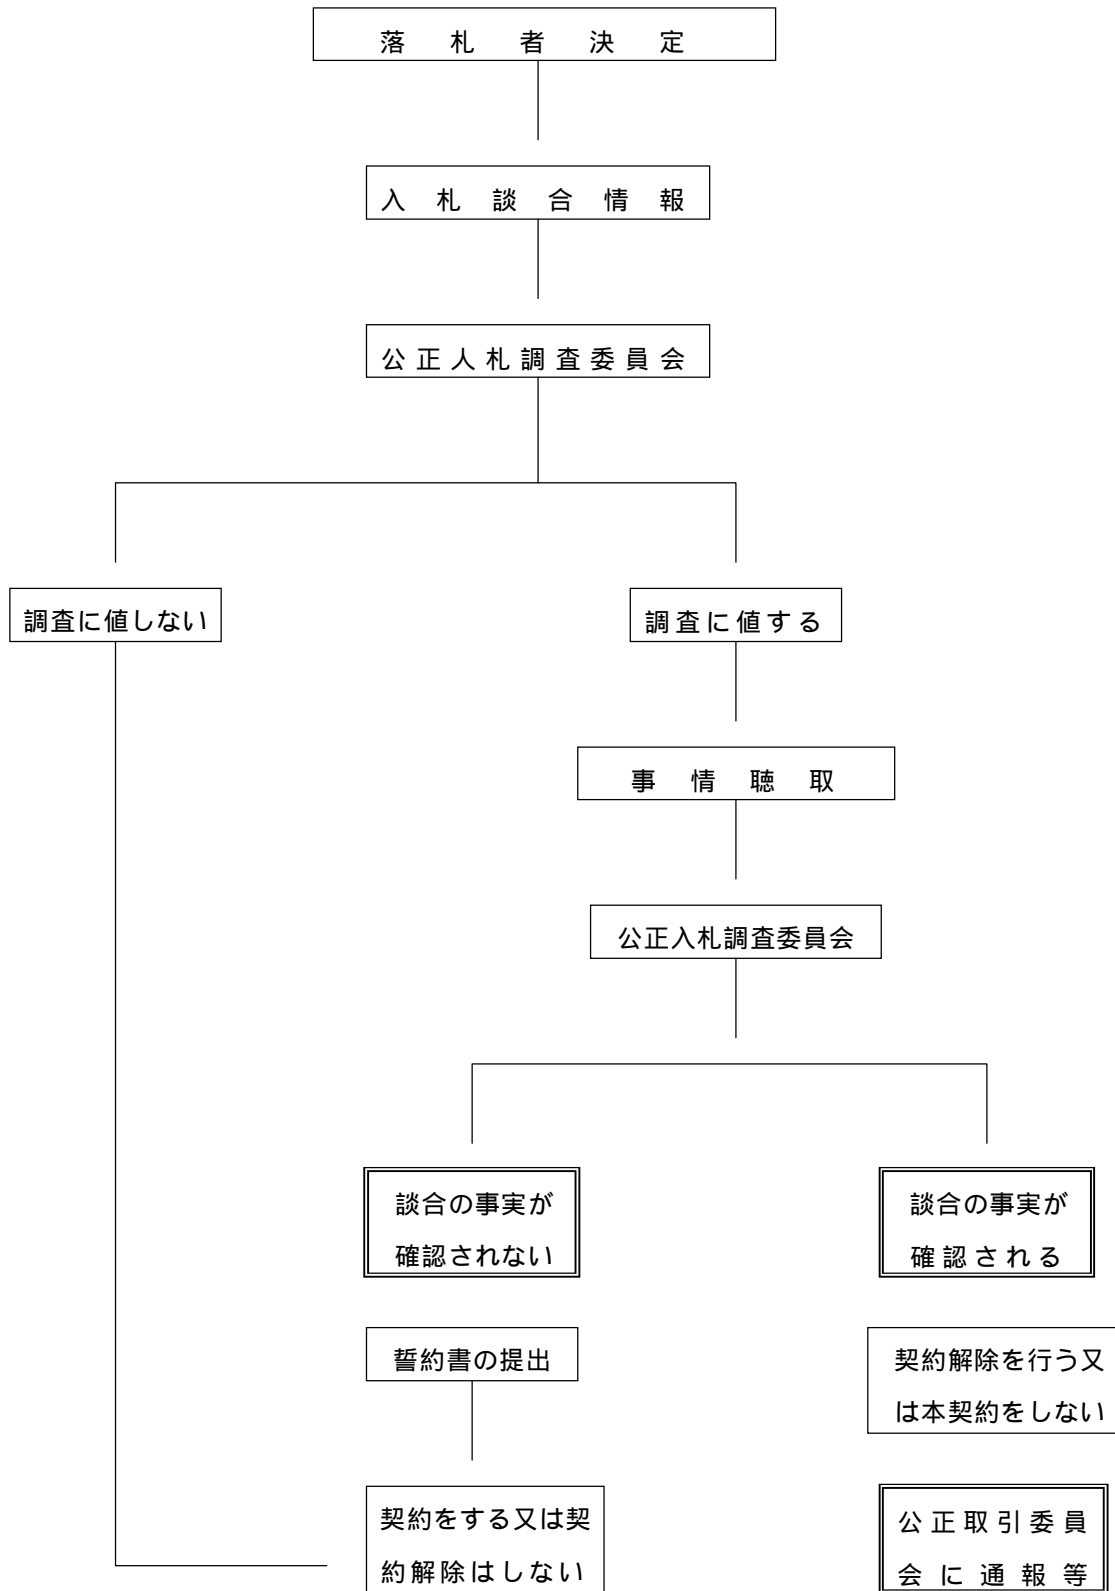 落札者決定
入札談合情報
公正人札調査委員会
調査に値しない
調査に値する
事情聴取
公正入札調査委員会
談合の事実が
確認されない
談合の事実が
確認される
誓約書の提出
契約解除を行う又
は本契約をしない
契約をする又は契
約解除はしない
公正取引委員
会に通報等